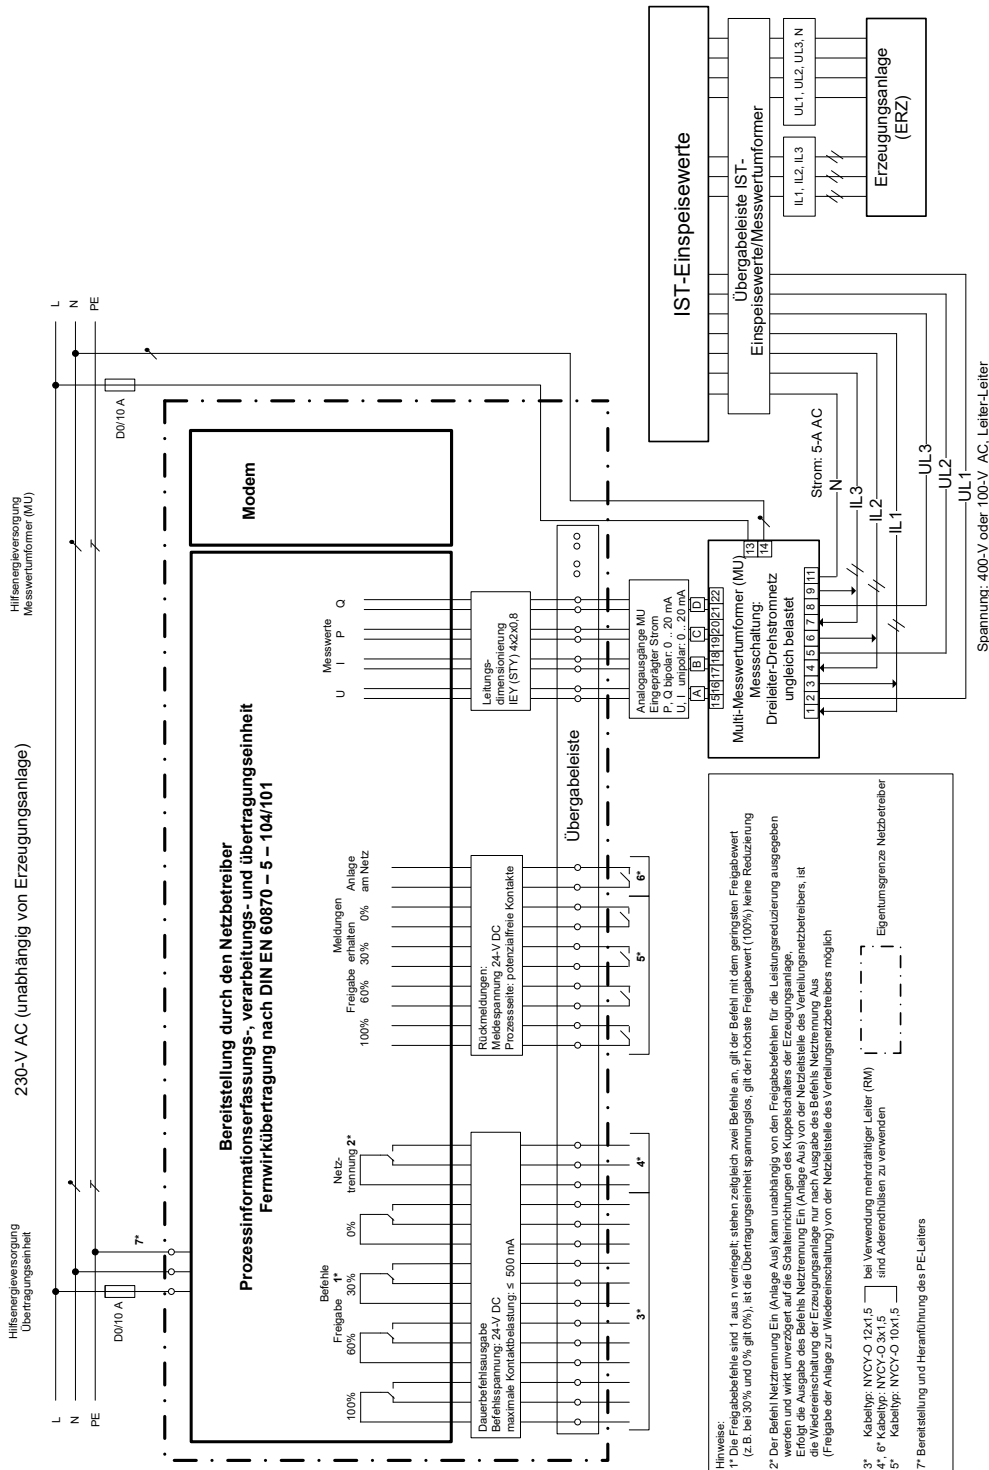 Hilfsenergieversorgung
Übertragungseinheit
230-V AC (unabhängig von Erzeugungsanlage)
Hilfsenergieversorgung
Messwertumformer (MU)
L
N
PE
L
N
PE
D0/10 A
7*
D0/10 A
Bereitstellung durch den Netzbetreiber
Prozessinformationserfassungs-, verarbeitungs- und übertragungseinheit
Fernwirkübertragung nach DIN EN 60870 – 5 – 104/101
Modem
Befehle
Freigabe 1*
100%
60%
30%
0%
Netz-
trennung 2*
Meldungen
Freigabe erhalten
100%
60%
30%
0%
Anlage
am Netz
Messwerte
U
I
P
Q
Dauerbefehlsausgabe
Befehlsspannung: 24-V DC
maximale Kontaktbelastung: ≤ 500 mA
Rückmeldungen:
Meldespannung 24-V DC
Prozessseite: potenzialfreie Kontakte
Leitungs-
dimensionierung
IEY (STY) 4x2x0,8
Übergabeleiste
3*
4*
5*
6*
Analogausgänge MU
Eingeprägter Strom
P, Q bipolar: 0 .. 20 mA
U, I unipolar: 0 .. 20 mA
A
B
C
D
15 16 17 18 19 20 21 22
Multi-Messwertumformer (MU)
Messschaltung:
Dreileiter-Drehstromnetz
ungleich belastet
13
14
1 2 3 4 5 6 7 8 9 11
Strom: 5-A AC
N
IL3
IL2
IL1
UL3
UL2
UL1
Spannung: 400-V oder 100-V AC, Leiter-Leiter
IST-Einspeisewerte
Übergabeleiste IST-
Einspeisewerte/Messwertumformer
IL1, IL2, IL3
UL1, UL2, UL3, N
Erzeugungsanlage
(ERZ)
Hinweise:
1* Die Freigabebefehle sind 1 aus n verriegelt; stehen zeitgleich zwei Befehle an, gilt der Befehl mit dem geringsten Freigabewert
(z.B. bei 30% und 0% gilt 0%), ist die Übertragungseinheit spannungslos, gilt der höchste Freigabewert (100%) keine Reduzierung
2* Der Befehl Netztrennung Ein (Anlage Aus) kann unabhängig von den Freigabebefehlen für die Leistungsreduzierung ausgegeben
werden und wirkt unverzögert auf die Schalteinrichtungen des Kuppelschalters der Erzeugungsanlage,
Erfolgt die Ausgabe des Befehls Netztrennung Ein (Anlage Aus) von der Netzleitstelle des Verteilungsnetzbetreibers, ist
die Wiedereinschaltung der Erzeugungsanlage nur nach Ausgabe des Befehls Netztrennung Aus
(Freigabe der Anlage zur Wiedereinschaltung) von der Netzleitstelle des Verteilungsnetzbetreibers möglich
3* Kabeltyp: NYCY-O 12x1,5
4*, 6* Kabeltyp: NYCY-O 3x1,5
5* Kabeltyp: NYCY-O 10x1,5
bei Verwendung mehrdrähtiger Leiter (RM)
sind Aderendhülsen zu verwenden
Eigentumsgrenze Netzbetreiber
7* Bereitstellung und Heranführung des PE-Leiters